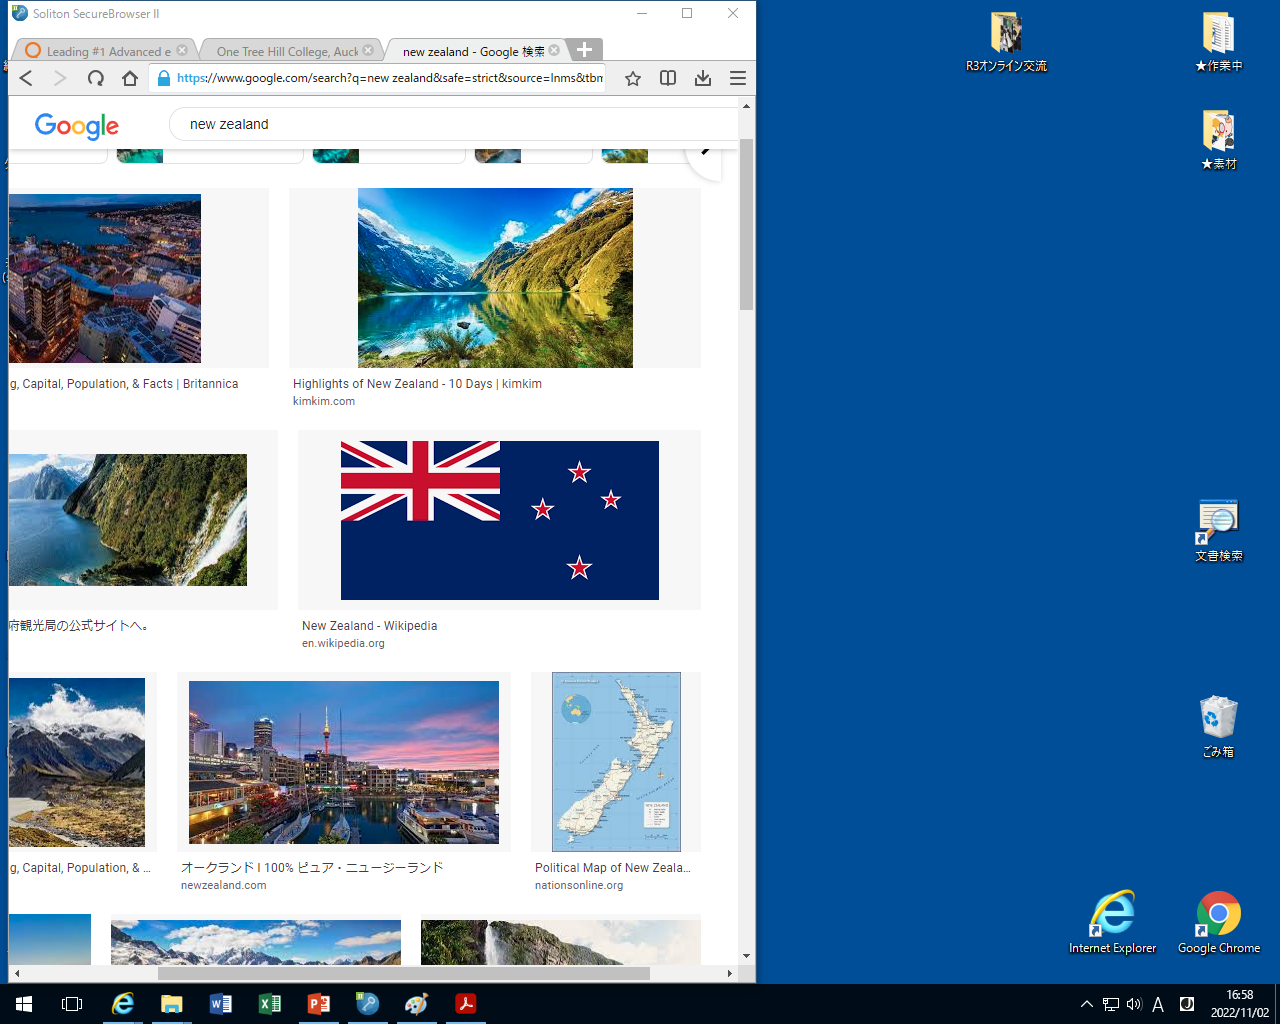 Soliton SecureBrowser II
Leading #1 Advanced e
One Tree Hill College, Auck
new zealand - Google 検索
https://www.google.com/search?q=new zealand&safe=strict&source=lnms&tbm
Google
new zealand
g, Capital, Population, & Facts | Britannica
Highlights of New Zealand - 10 Days | kimkim
kimkim.com
府観光局の公式サイトへ。
New Zealand - Wikipedia
en.wikipedia.org
g, Capital, Population, & ...
オークランド I 100% ピュア・ニュージーランド
newzealand.com
Political Map of New Zeala...
nationsonline.org
R3オンライン交流
★作業中
★素材
文書検索
ごみ箱
Internet Explorer
Google Chrome
A
16:58
2022/11/02